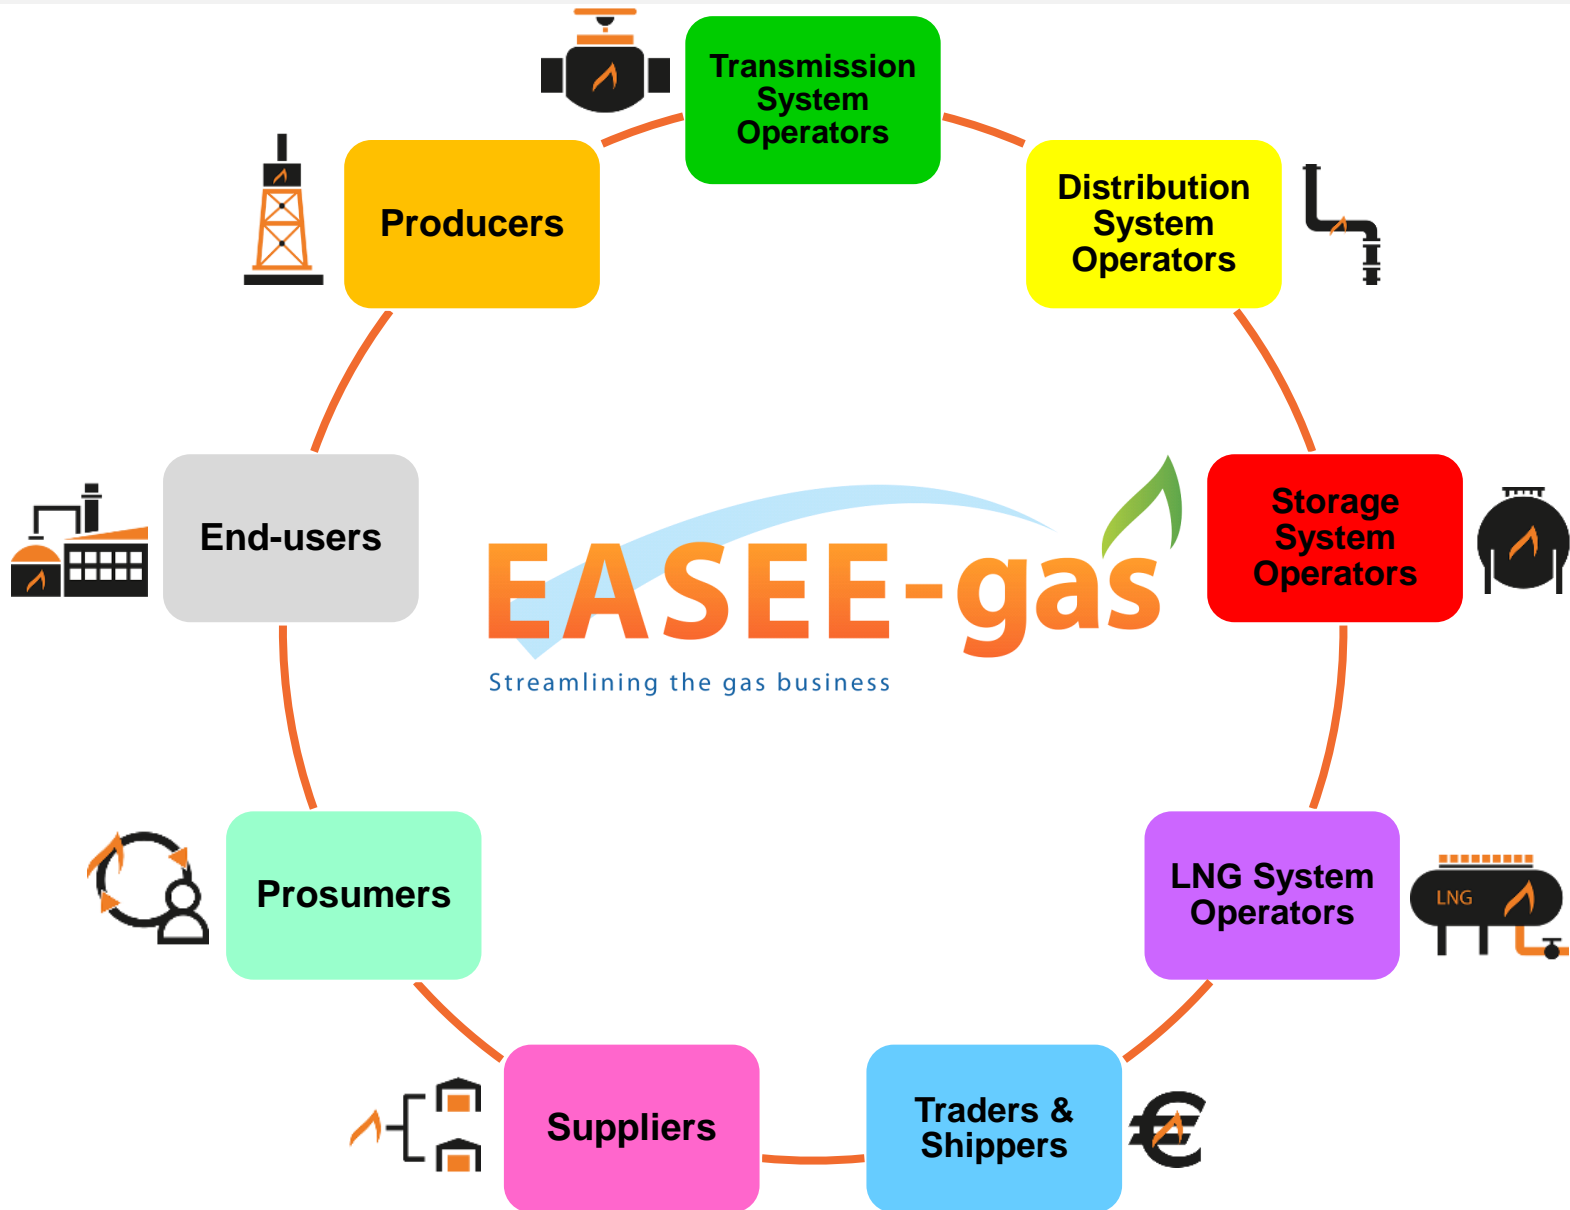 Transmission
System
Operators
Distribution
System
Operators
Producers
Storage
System
Operators
End-users
EASEE-gas
Streamlining the gas business
LNG System
Operators
LNG
Prosumers
Traders &
Shippers
Suppliers